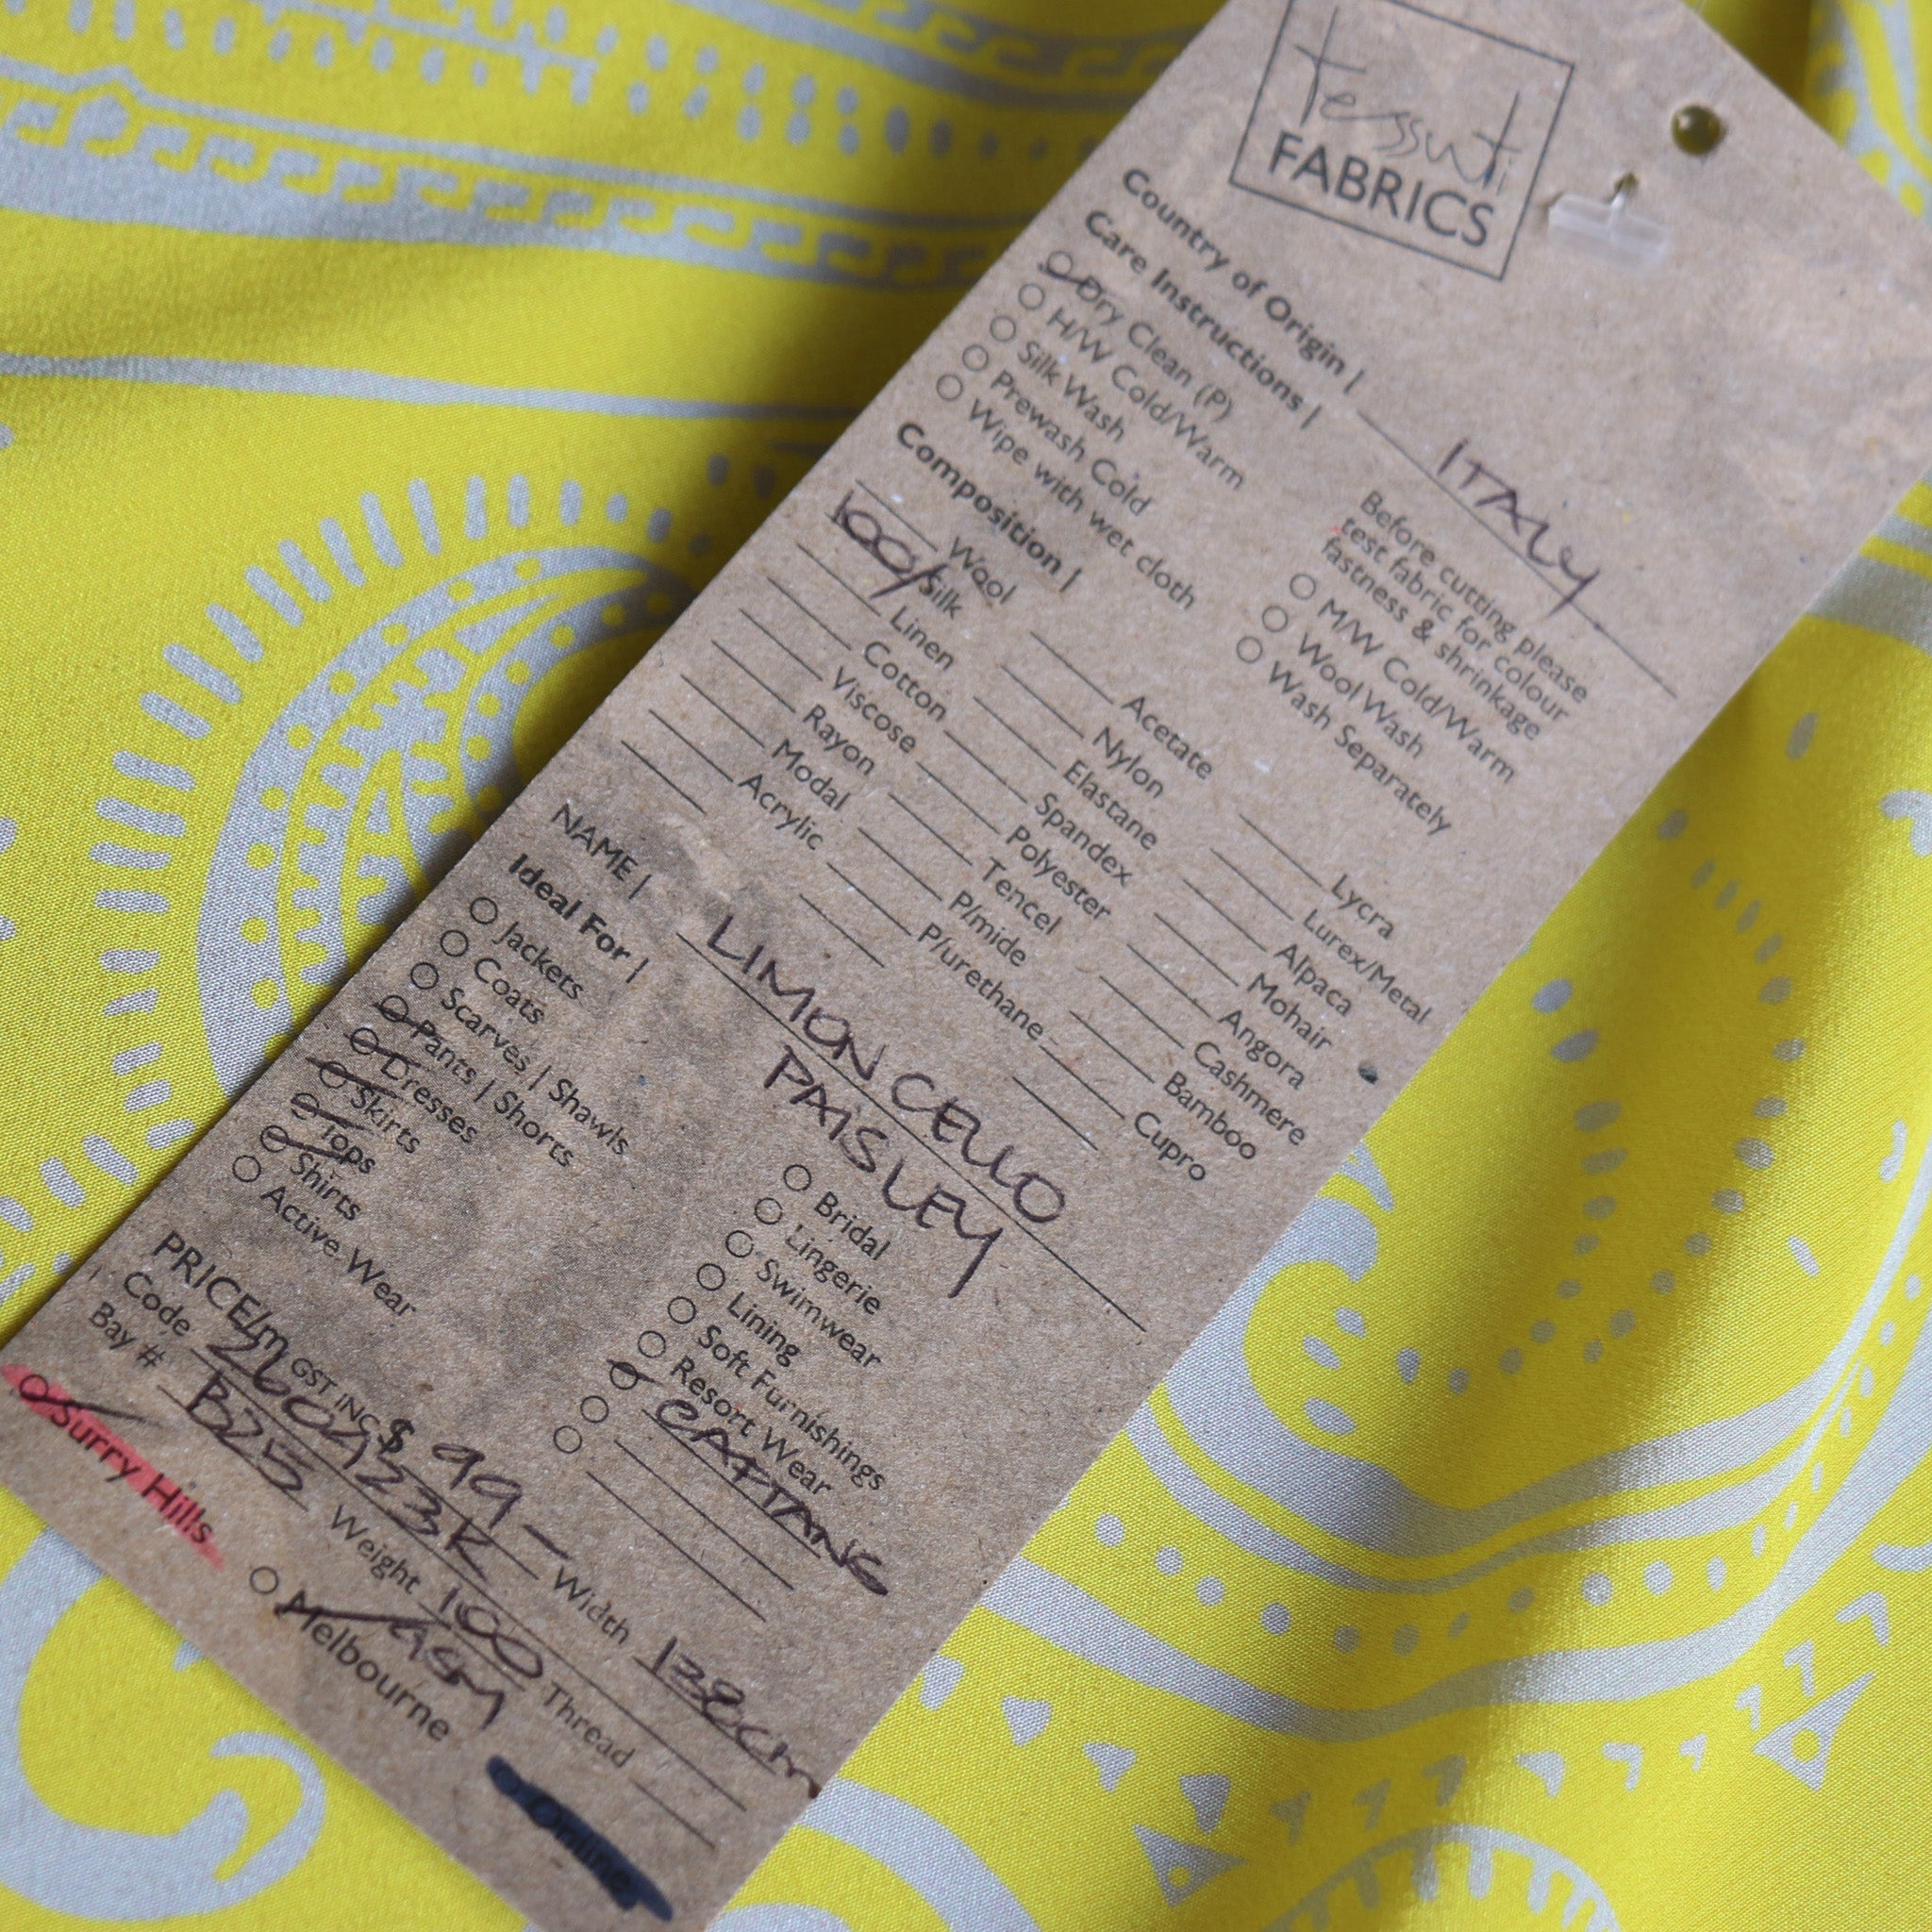 tessuti
FABRICS
Country of Origin | ITALY
Care Instructions |
Dry Clean (P)
H/W Cold/Warm
Silk Wash
Prewash Cold
Wipe with wet cloth
Before cutting please
test fabric for colour
fastness & shrinkage
M/W Cold/Warm
Wool Wash
Wash Separately
Composition |
Wool
100% Silk
Linen
Cotton
Viscose
Rayon
Modal
Acrylic
Acetate
Nylon
Elastane
Spandex
Polyester
Tencel
P/mide
P/urethane
Lycra
Lurex/Metal
Alpaca
Mohair
Angora
Cashmere
Bamboo
Cupro
NAME | LIMONCELLO
PAISLEY
Ideal For |
Jackets
Coats
Scarves | Shawls
Pants | Shorts
Dresses
Skirts
Tops
Shirts
Active Wear
Bridal
Lingerie
Swimwear
Lining
Soft Furnishings
Resort Wear
CAFTANS
PRICE/m GST INC $ 99- Width 138cm
Code Weight 100 Thread
Bay # B25 GSM
Surry Hills
Melbourne
Online